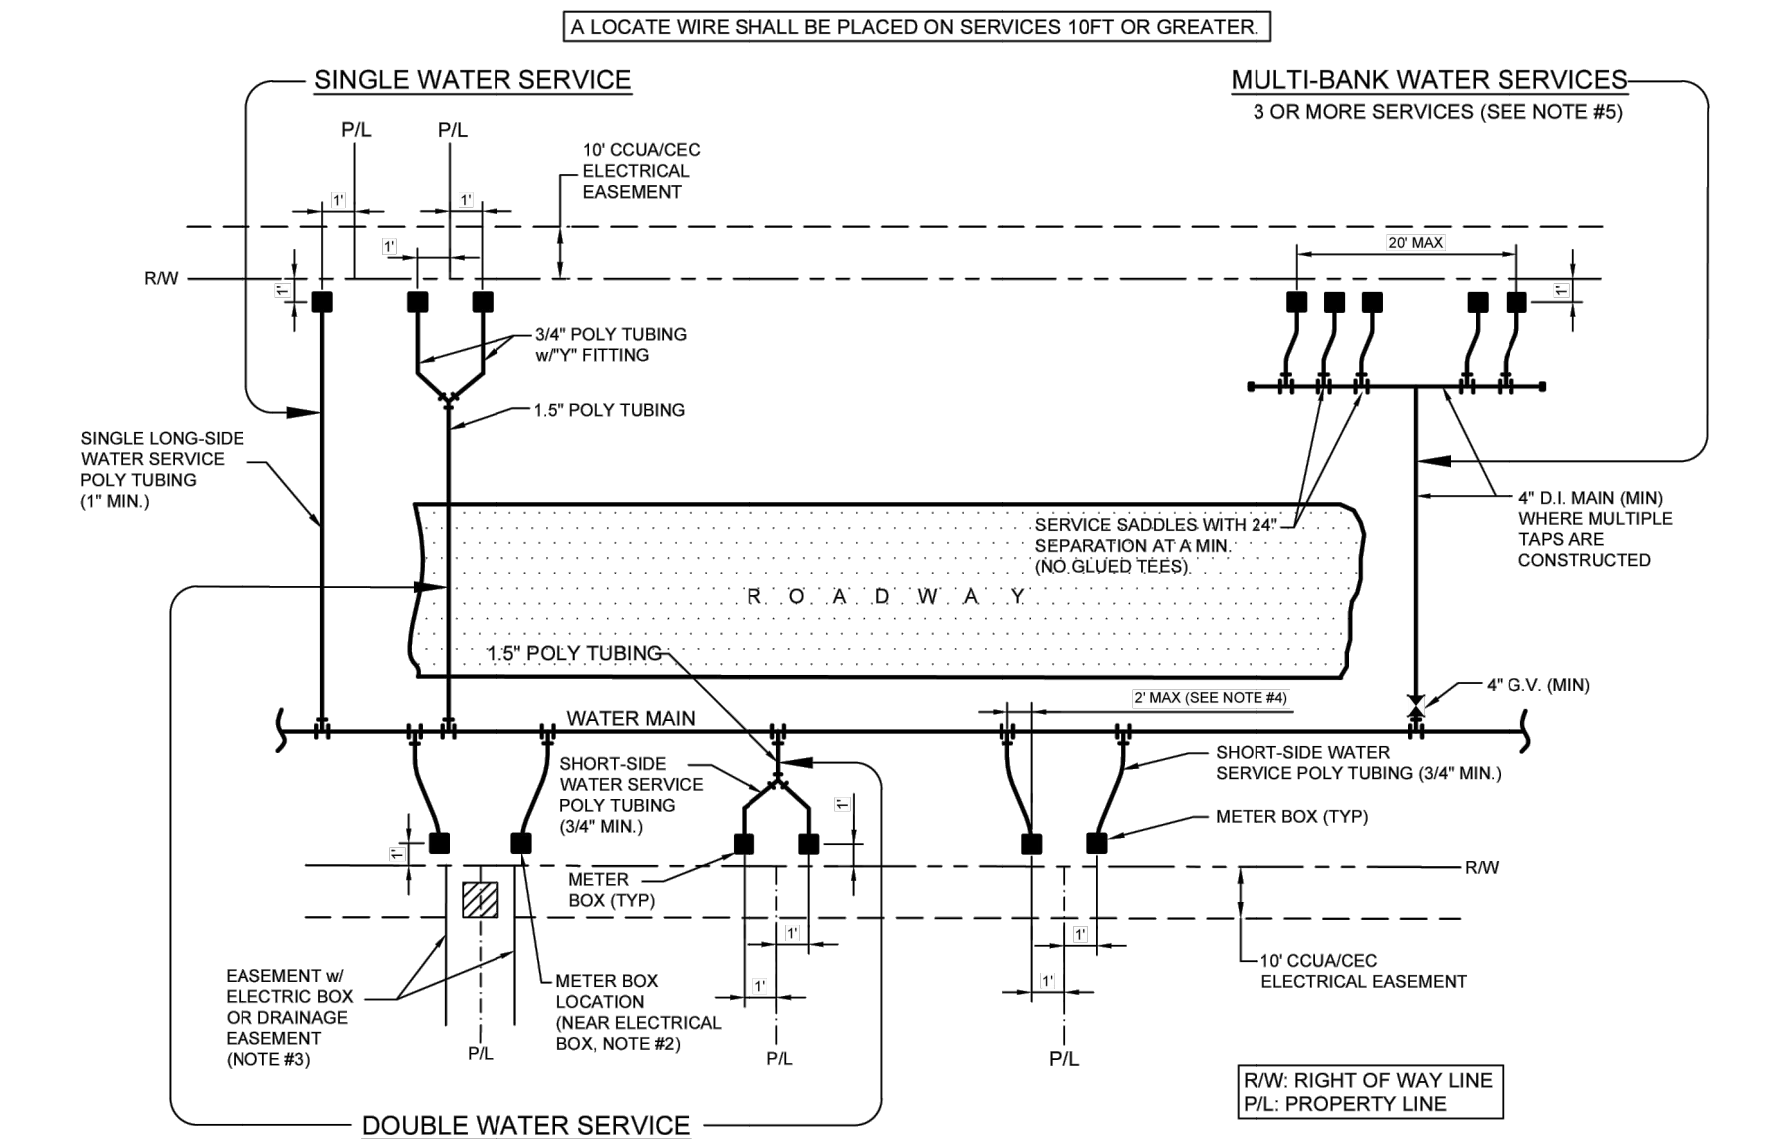 A LOCATE WIRE SHALL BE PLACED ON SERVICES 10FT OR GREATER.
SINGLE WATER SERVICE
MULTI-BANK WATER SERVICES
3 OR MORE SERVICES (SEE NOTE #5)
P/L
P/L
10' CCUA/CEC
ELECTRICAL
EASEMENT
1'
1'
1'
20' MAX
R/W
1'
1'
3/4" POLY TUBING
w/"Y" FITTING
1.5" POLY TUBING
SINGLE LONG-SIDE
WATER SERVICE
POLY TUBING
(1" MIN.)
SERVICE SADDLES WITH 24"
SEPARATION AT A MIN.
(NO GLUED TEES)
4" D.I. MAIN (MIN)
WHERE MULTIPLE
TAPS ARE
CONSTRUCTED
ROADWAY
1.5" POLY TUBING
4" G.V. (MIN)
2' MAX (SEE NOTE #4)
WATER MAIN
SHORT-SIDE
WATER SERVICE
POLY TUBING
(3/4" MIN.)
SHORT-SIDE WATER
SERVICE POLY TUBING (3/4" MIN.)
1'
METER BOX (TYP)
1'
METER
BOX (TYP)
R/W
1'
1'
EASEMENT w/
ELECTRIC BOX
OR DRAINAGE
EASEMENT
(NOTE #3)
METER BOX
LOCATION
(NEAR ELECTRICAL
BOX, NOTE #2)
1'
1'
10' CCUA/CEC
ELECTRICAL EASEMENT
P/L
P/L
P/L
R/W: RIGHT OF WAY LINE
P/L: PROPERTY LINE
DOUBLE WATER SERVICE